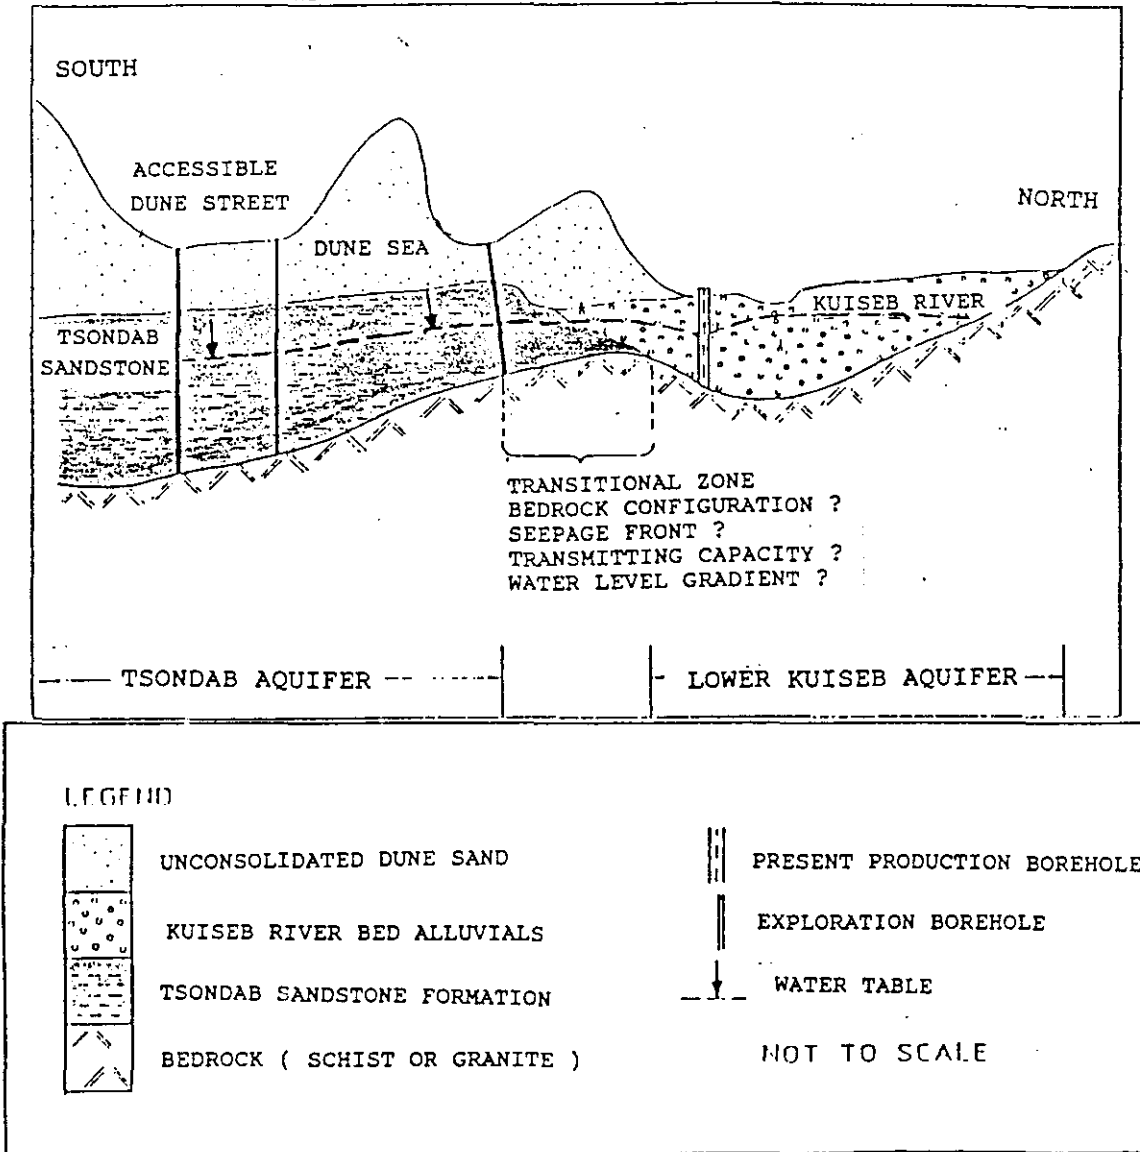 SOUTH
ACCESSIBLE
DUNE STREET
NORTH
DUNE SEA
KUISEB RIVER
TSONDAB
SANDSTONE
TRANSITIONAL ZONE
BEDROCK CONFIGURATION ?
SEEPAGE FRONT ?
TRANSMITTING CAPACITY ?
WATER LEVEL GRADIENT ?
TSONDAB AQUIFER
LOWER KUISEB AQUIFER
LEGEND
UNCONSOLIDATED DUNE SAND
KUISEB RIVER BED ALLUVIALS
TSONDAB SANDSTONE FORMATION
BEDROCK ( SCHIST OR GRANITE )
PRESENT PRODUCTION BOREHOLE
EXPLORATION BOREHOLE
WATER TABLE
NOT TO SCALE